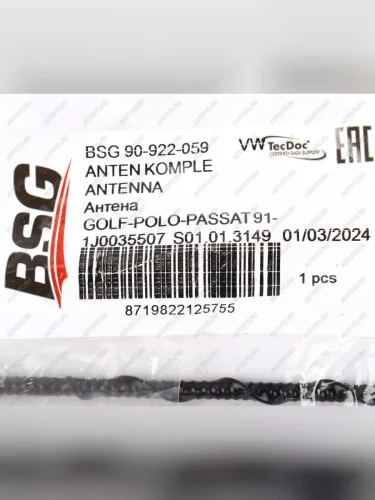 BSG
BSG 90-922-059
VW TecDoc
CERTIFIED DATA SUPPLIER
EAC
ANTEN KOMPLE
ANTENNA
Антена
GOLF-POLO-PASSAT 91-
1J0035507 S01.01.3149 01/03/2024
1 pcs
8719822125755